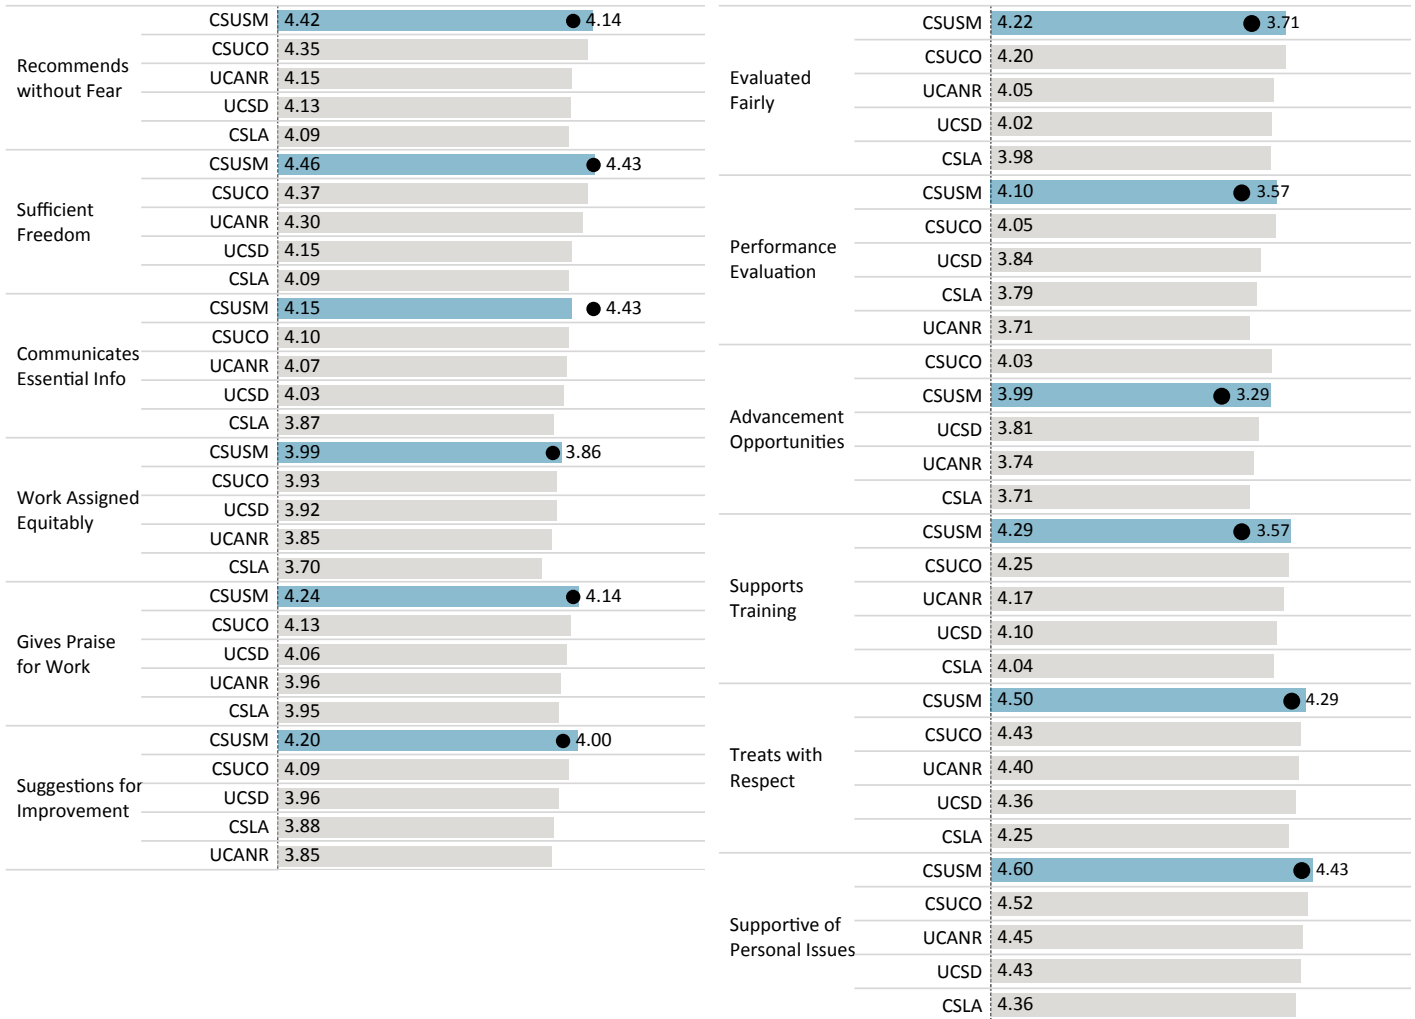 Recommends
without Fear
CSUSM 4.42 4.14
CSUCO 4.35
UCANR 4.15
UCSD 4.13
CSLA 4.09
Sufficient
Freedom
CSUSM 4.46 4.43
CSUCO 4.37
UCANR 4.30
UCSD 4.15
CSLA 4.09
Communicates
Essential Info
CSUSM 4.15 4.43
CSUCO 4.10
UCANR 4.07
UCSD 4.03
CSLA 3.87
Work Assigned
Equitably
CSUSM 3.99 3.86
CSUCO 3.93
UCSD 3.92
UCANR 3.85
CSLA 3.70
Gives Praise
for Work
CSUSM 4.24 4.14
CSUCO 4.13
UCSD 4.06
UCANR 3.96
CSLA 3.95
Suggestions for
Improvement
CSUSM 4.20 4.00
CSUCO 4.09
UCSD 3.96
CSLA 3.88
UCANR 3.85
Evaluated
Fairly
CSUSM 4.22 3.71
CSUCO 4.20
UCANR 4.05
UCSD 4.02
CSLA 3.98
Performance
Evaluation
CSUSM 4.10 3.57
CSUCO 4.05
UCSD 3.84
CSLA 3.79
UCANR 3.71
Advancement
Opportunities
CSUCO 4.03
CSUSM 3.99 3.29
UCSD 3.81
UCANR 3.74
CSLA 3.71
Supports
Training
CSUSM 4.29 3.57
CSUCO 4.25
UCANR 4.17
UCSD 4.10
CSLA 4.04
Treats with
Respect
CSUSM 4.50 4.29
CSUCO 4.43
UCANR 4.40
UCSD 4.36
CSLA 4.25
Supportive of
Personal Issues
CSUSM 4.60 4.43
CSUCO 4.52
UCANR 4.45
UCSD 4.43
CSLA 4.36